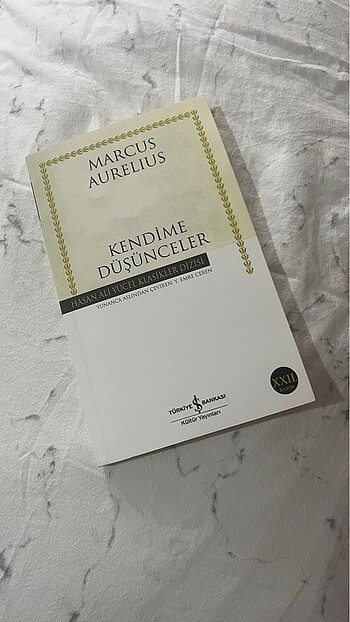 MARCUS
AURELIUS
KENDİME
DÜŞÜNCELER
HASAN ALİ YÜCEL KLASİKLER DİZİSİ
YUNANCA ASLINDAN ÇEVİREN: Y. EMRE CEREN
XXII.
BASIM
TÜRKİYE İŞ BANKASI
Kültür Yayınları